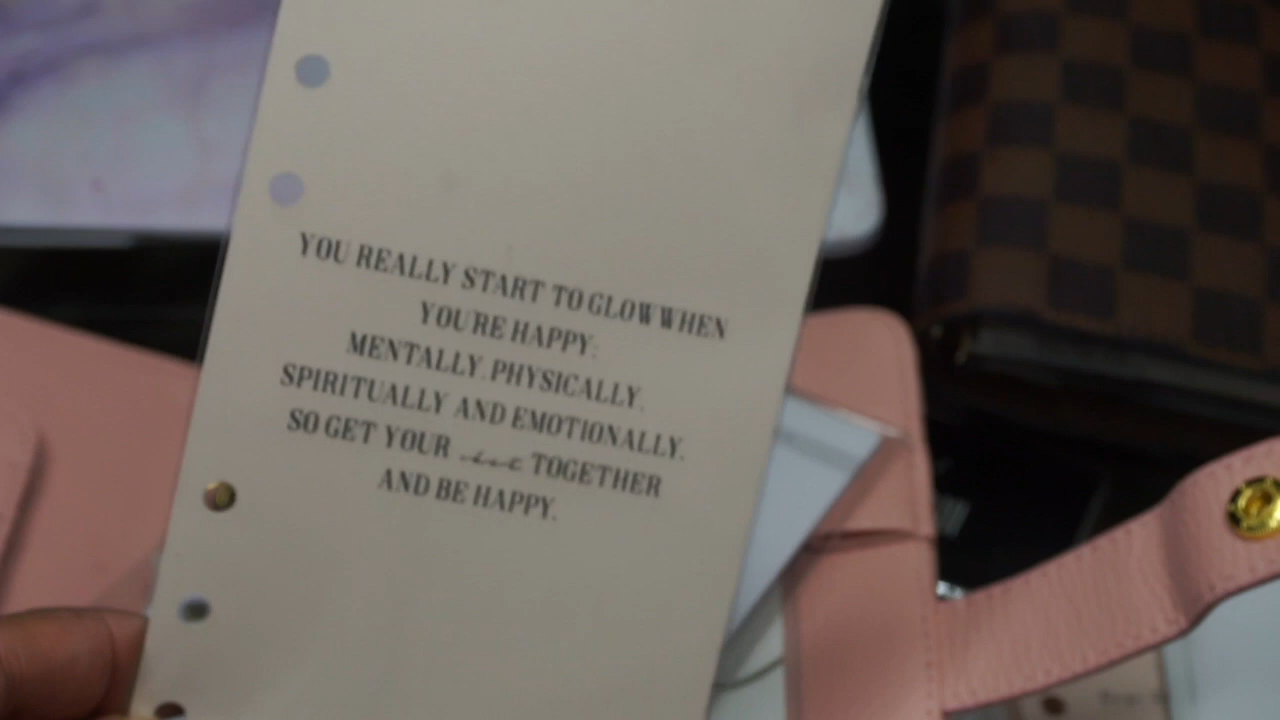 YOU REALLY START TO GLOW WHEN
YOU'RE HAPPY:
MENTALLY, PHYSICALLY,
SPIRITUALLY AND EMOTIONALLY.
SO GET YOUR TOGETHER
AND BE HAPPY.